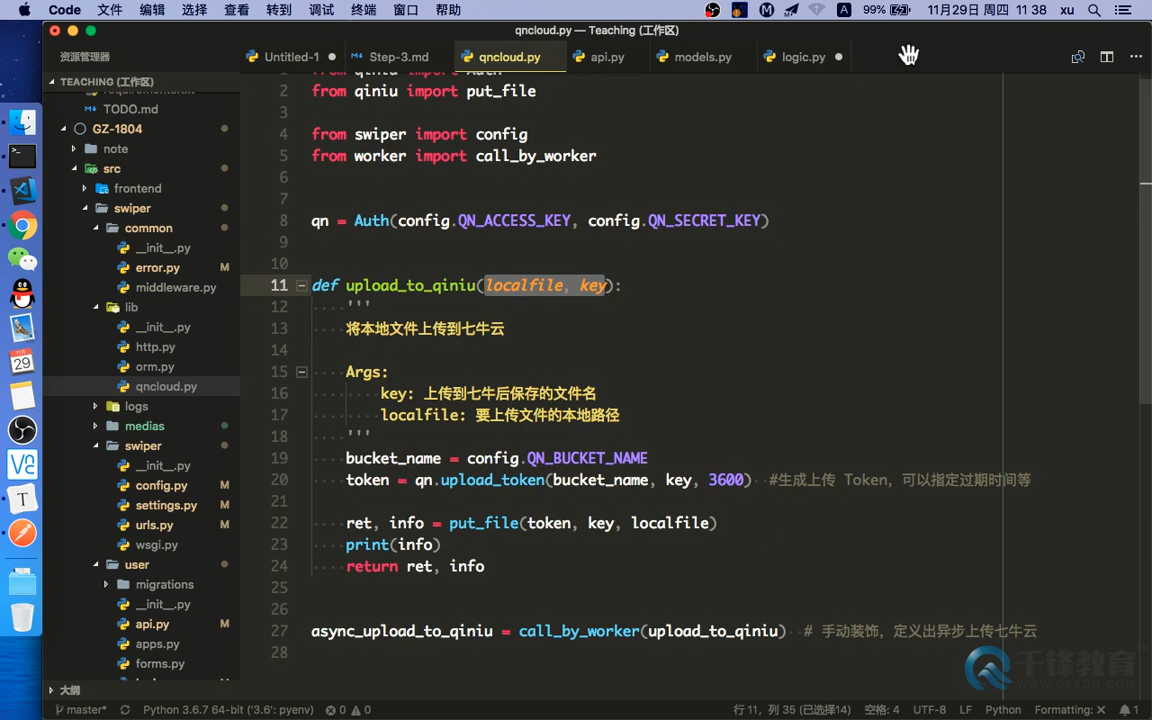 Code 文件 编辑 选择 查看 转到 调试 终端 窗口 帮助 A 99% 11月29日 周四 11 38 xu
qncloud.py — Teaching (工作区)
资源管理器 Untitled-1 Step-3.md qncloud.py api.py models.py logic.py
TEACHING (工作区)
TODO.md
GZ-1804
note
src
frontend
swiper
common
__init__.py
error.py M
middleware.py
lib
__init__.py
http.py
orm.py
qncloud.py
logs
medias
swiper
__init__.py
config.py M
settings.py M
urls.py M
wsgi.py
user
migrations
__init__.py
api.py M
apps.py
forms.py
大纲
2 from qiniu import put_file
3
4 from swiper import config
5 from worker import call_by_worker
6
7
8 qn = Auth(config.QN_ACCESS_KEY, config.QN_SECRET_KEY)
9
10
11 def upload_to_qiniu(localfile, key):
12 '''
13 将本地文件上传到七牛云
14
15 Args:
16 key: 上传到七牛后保存的文件名
17 localfile: 要上传文件的本地路径
18 '''
19 bucket_name = config.QN_BUCKET_NAME
20 token = qn.upload_token(bucket_name, key, 3600) #生成上传 Token，可以指定过期时间等
21
22 ret, info = put_file(token, key, localfile)
23 print(info)
24 return ret, info
25
26
27 async_upload_to_qiniu = call_by_worker(upload_to_qiniu) # 手动装饰，定义出异步上传七牛云
28
千锋教育
WWW.QFEDU.COM
master* Python 3.6.7 64-bit ('3.6': pyenv) 0 0 行 11，列 35 (已选择14) 空格: 4 UTF-8 LF Python Formatting: × 1